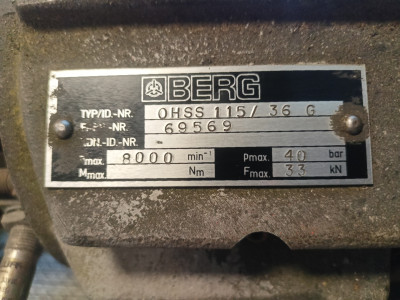 BERG
TYP/ID.-NR. OHSS 115/ 36 G
-NR. 69569
-ID.-NR. -
max. 8000 min⁻¹ Pmax. 40 bar
Mmax. Nm Fmax. 33 kN